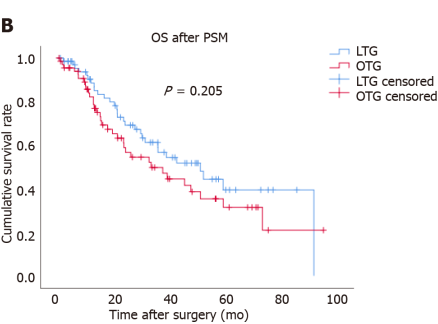 B
OS after PSM
LTG
OTG
LTG censored
OTG censored
P = 0.205
Cumulative survival rate
1.0
0.8
0.6
0.4
0.2
0.0
0 20 40 60 80 100
Time after surgery (mo)